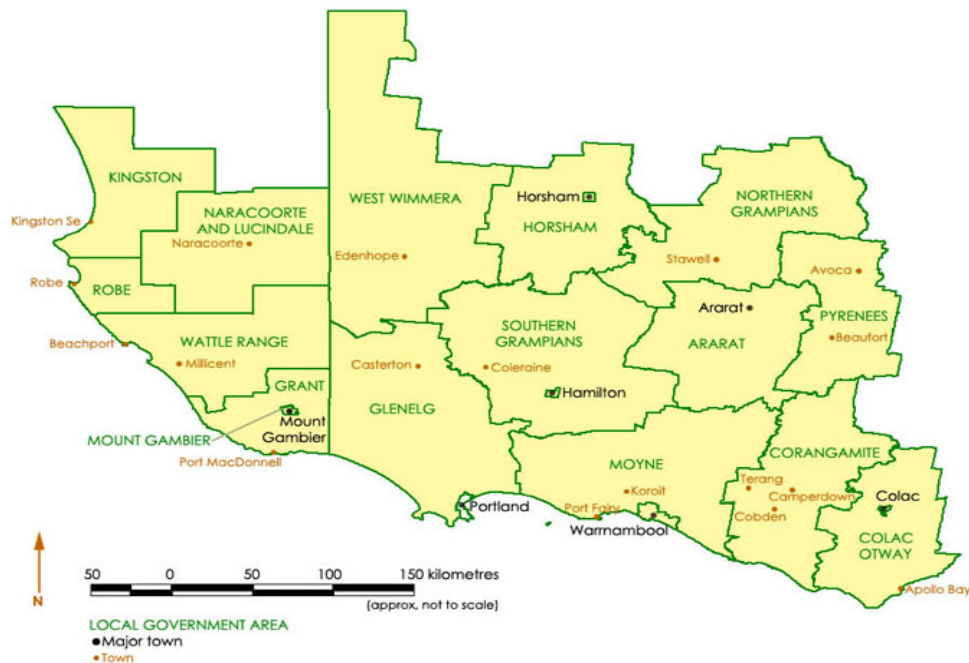 KINGSTON
Kingston Se
NARACOORTE
AND LUCINDALE
Naracoorte
WEST WIMMERA
Edenhope
Horsham
HORSHAM
NORTHERN
GRAMPIANS
Stawell
Avoca
Robe
ROBE
Beachport
WATTLE RANGE
Millicent
GRANT
MOUNT GAMBIER
Mount
Gambier
Port MacDonnell
Casterton
GLENELG
SOUTHERN
GRAMPIANS
Coleraine
Hamilton
Ararat
ARARAT
PYRENEES
Beaufort
Portland
MOYNE
Koroit
Port Fairy
Warrnambool
CORANGAMITE
Terang
Camperdown
Cobden
Colac
COLAC
OTWAY
Apollo Bay
N
50 0 50 100 150 kilometres
(approx, not to scale)
LOCAL GOVERNMENT AREA
Major town
Town